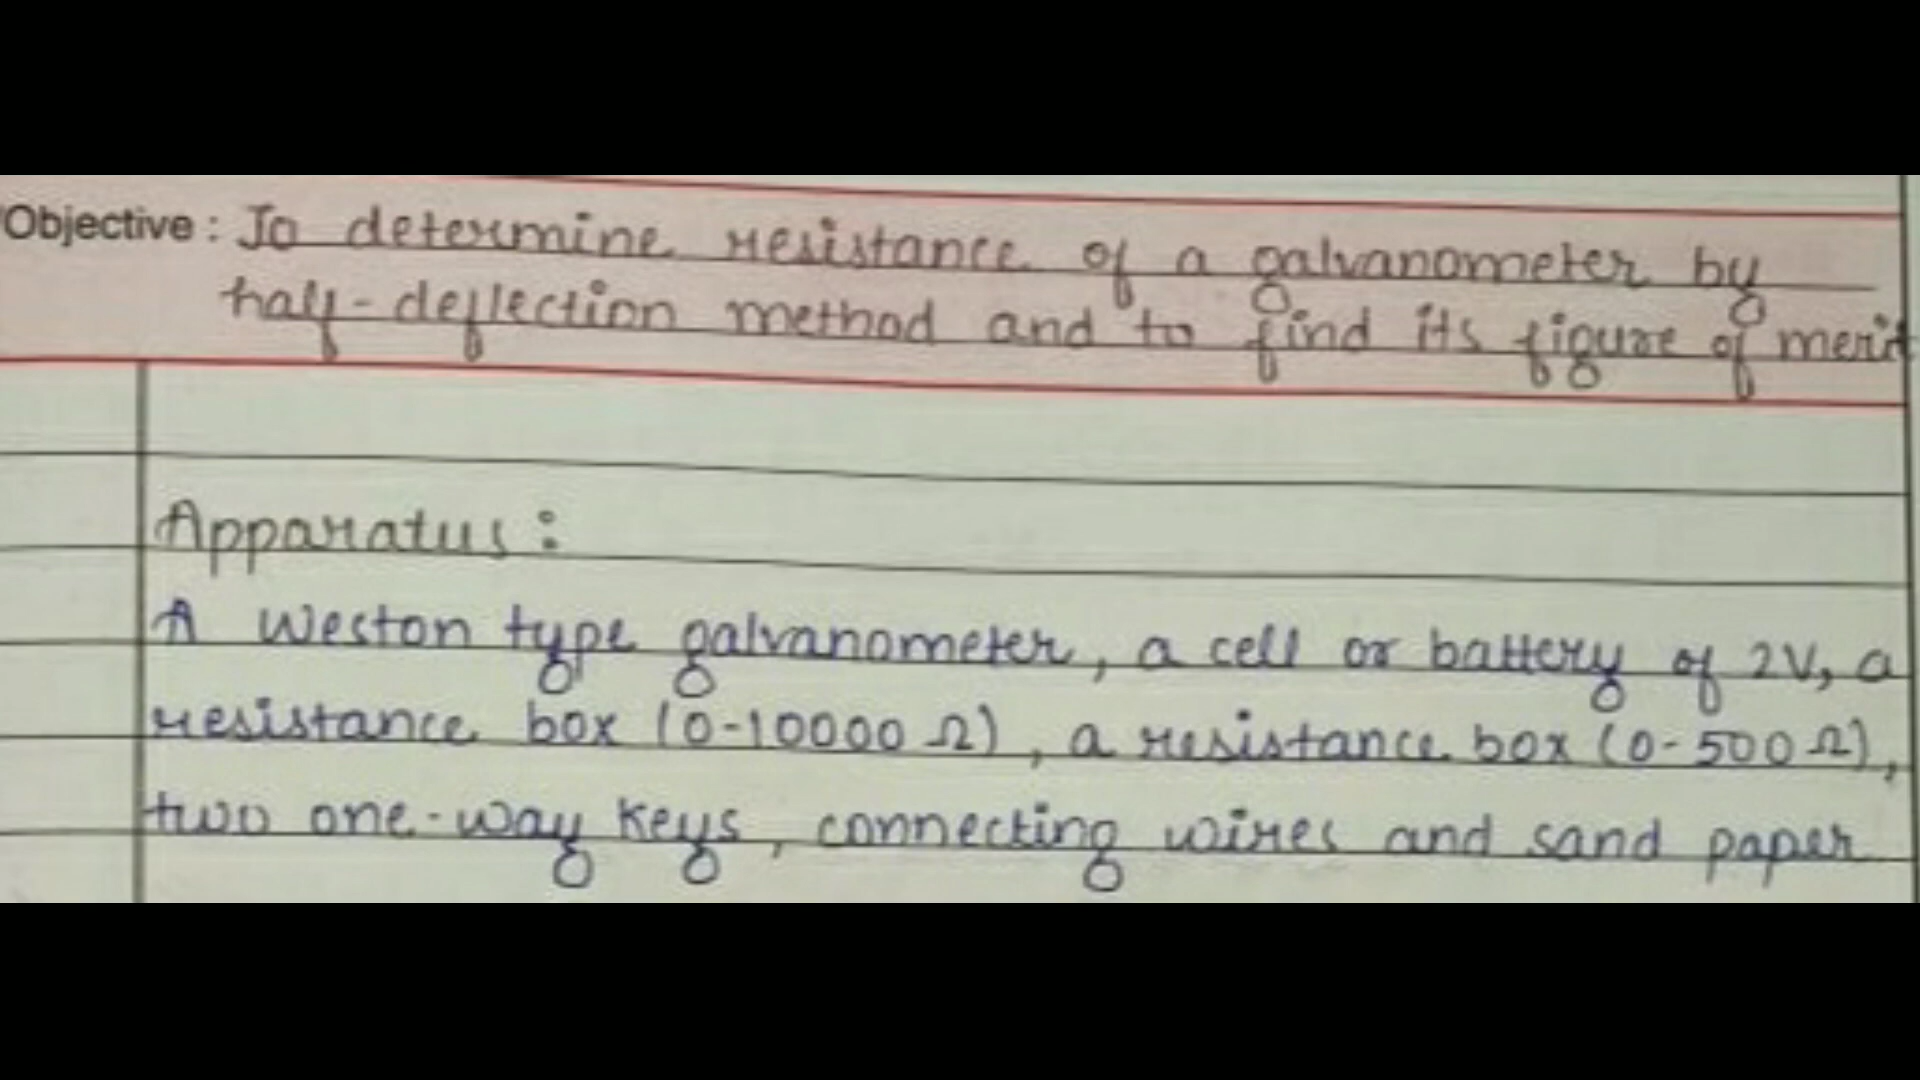 Objective : To determine resistance of a galvanometer by
half-deflection method and to find its figure of merit
Apparatus :
A Weston type galvanometer, a cell or battery of 2V, a
resistance box (0-10000 Ω), a resistance box (0-500 Ω),
two one-way keys, connecting wires and sand paper